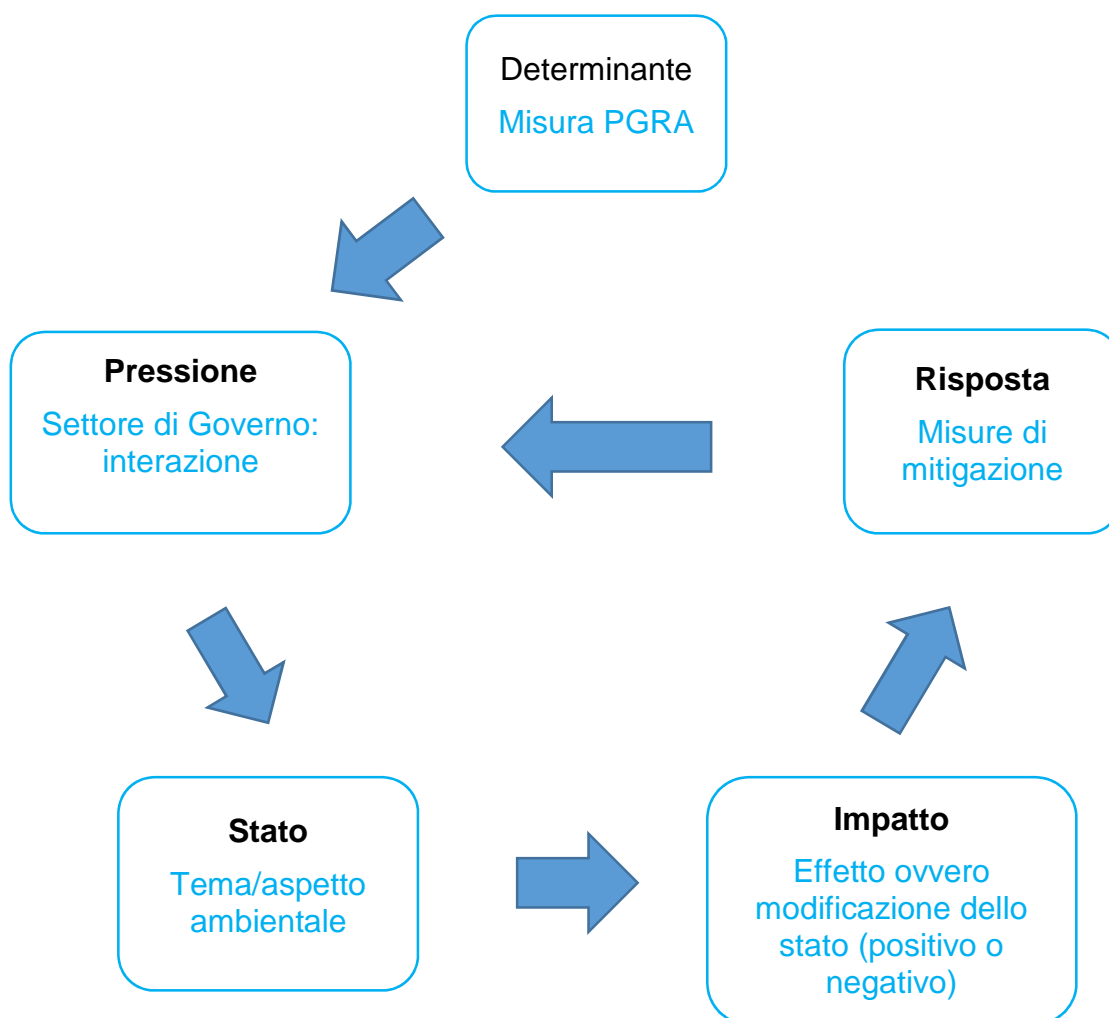 Determinante
Misura PGRA
Pressione
Settore di Governo:
interazione
Risposta
Misure di
mitigazione
Stato
Tema/aspetto
ambientale
Impatto
Effetto ovvero
modificazione dello
stato (positivo o
negativo)